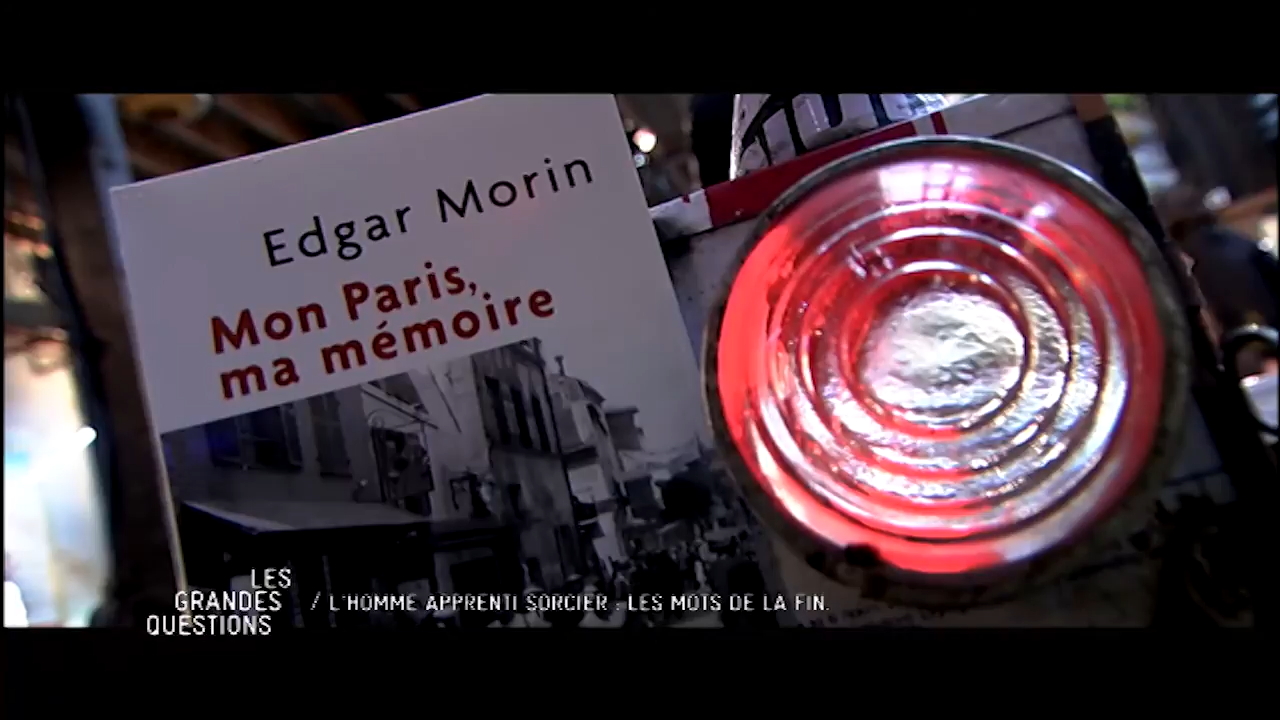 Edgar Morin
Mon Paris,
ma mémoire
LES
GRANDES
QUESTIONS
/ L'HOMME APPRENTI SORCIER : LES MOTS DE LA FIN.